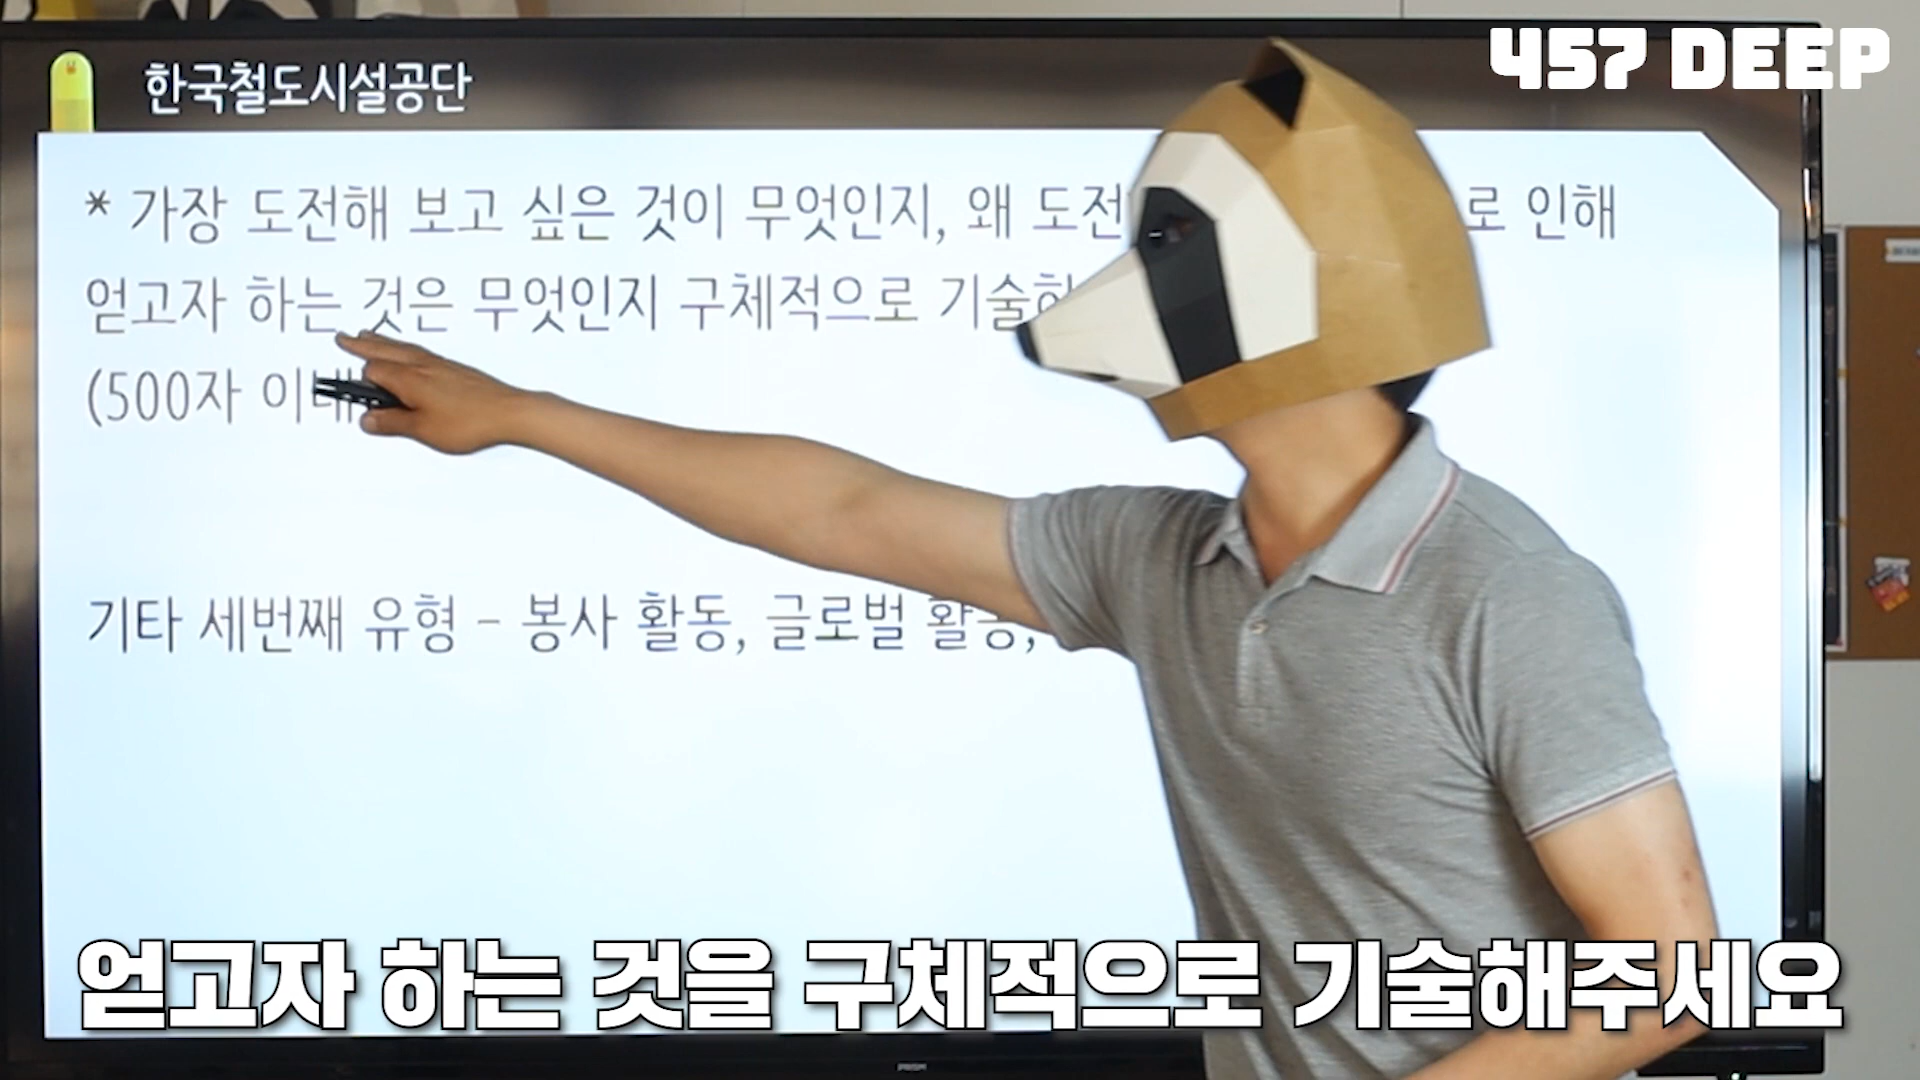 457 DEEP
한국철도시설공단
* 가장 도전해 보고 싶은 것이 무엇인지, 왜 도전 로 인해
얻고자 하는 것은 무엇인지 구체적으로 기술하
(500자 이내
기타 세번째 유형 - 봉사 활동, 글로벌 활동,
얻고자 하는 것을 구체적으로 기술해주세요
PRISM